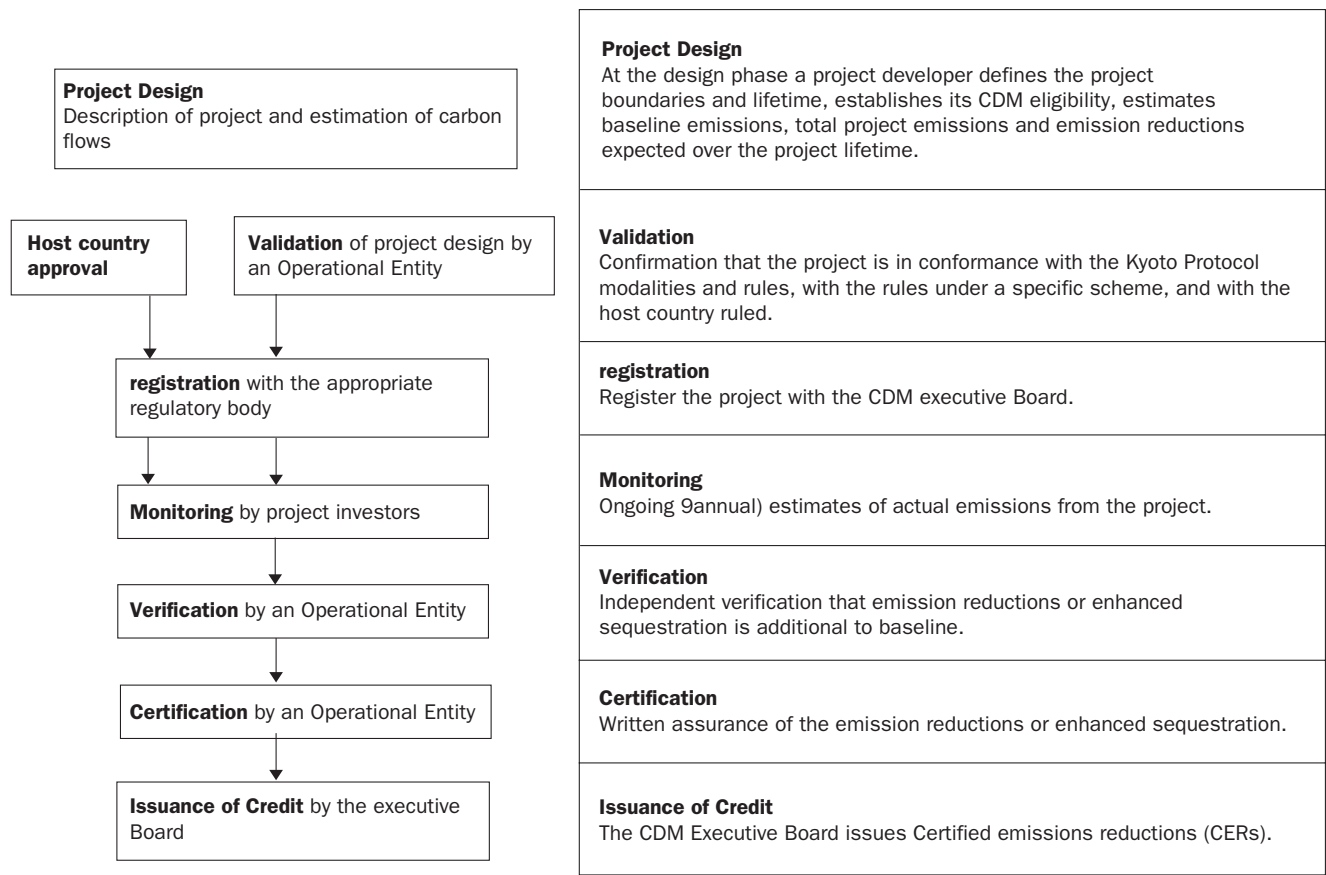 Project Design
Description of project and estimation of carbon
flows
Host country
approval
Validation of project design by
an Operational Entity
registration with the appropriate
regulatory body
Monitoring by project investors
Verification by an Operational Entity
Certification by an Operational Entity
Issuance of Credit by the executive
Board
Project Design
At the design phase a project developer defines the project
boundaries and lifetime, establishes its CDM eligibility, estimates
baseline emissions, total project emissions and emission reductions
expected over the project lifetime.
Validation
Confirmation that the project is in conformance with the Kyoto Protocol
modalities and rules, with the rules under a specific scheme, and with the
host country ruled.
registration
Register the project with the CDM executive Board.
Monitoring
Ongoing 9annual) estimates of actual emissions from the project.
Verification
Independent verification that emission reductions or enhanced
sequestration is additional to baseline.
Certification
Written assurance of the emission reductions or enhanced sequestration.
Issuance of Credit
The CDM Executive Board issues Certified emissions reductions (CERs).